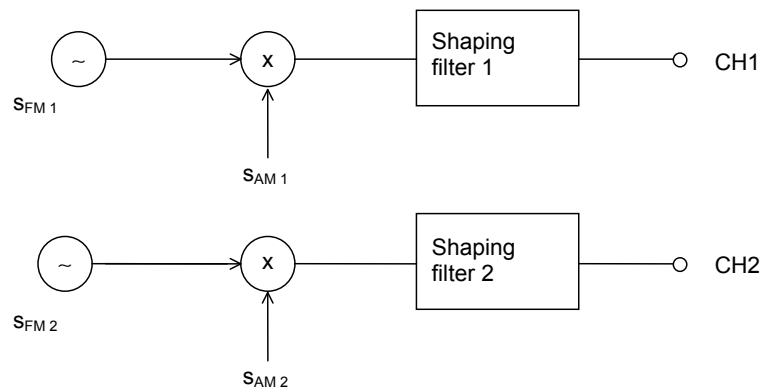 Shaping
filter 1
~
x
CH1
sFM 1
sAM 1
Shaping
filter 2
~
x
CH2
sFM 2
sAM 2